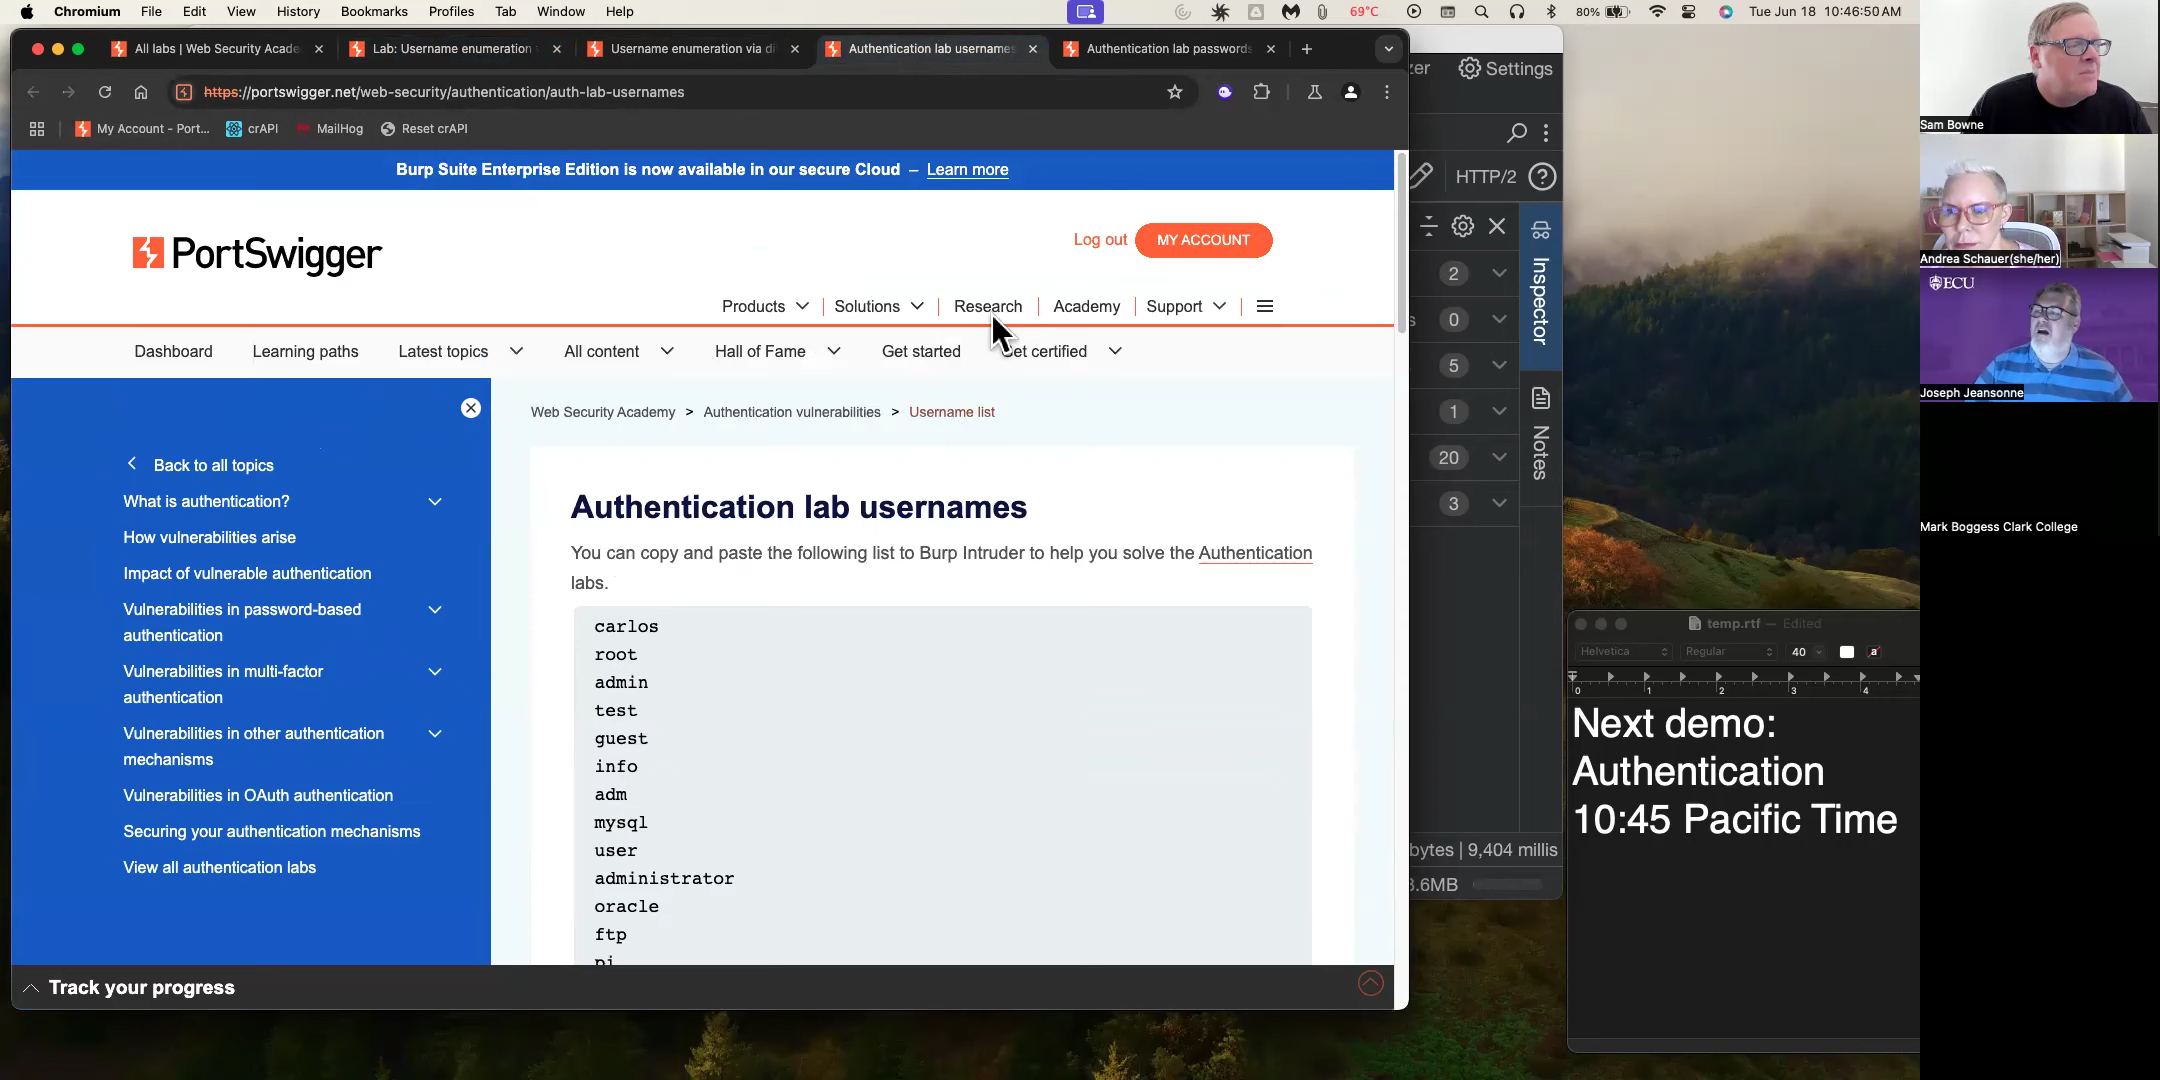 Chromium File Edit View History Bookmarks Profiles Tab Window Help
69°C 80% Tue Jun 18 10:46:50 AM
All labs | Web Security Acade
Lab: Username enumeration
Username enumeration via di
Authentication lab usernames
Authentication lab passwords
https://portswigger.net/web-security/authentication/auth-lab-usernames
My Account - Port... crAPI MailHog Reset crAPI
Burp Suite Enterprise Edition is now available in our secure Cloud – Learn more
PortSwigger
Log out MY ACCOUNT
Products Solutions Research Academy Support
Dashboard Learning paths Latest topics All content Hall of Fame Get started et certified
Back to all topics
What is authentication?
How vulnerabilities arise
Impact of vulnerable authentication
Vulnerabilities in password-based
authentication
Vulnerabilities in multi-factor
authentication
Vulnerabilities in other authentication
mechanisms
Vulnerabilities in OAuth authentication
Securing your authentication mechanisms
View all authentication labs
Web Security Academy > Authentication vulnerabilities > Username list
Authentication lab usernames
You can copy and paste the following list to Burp Intruder to help you solve the Authentication
labs.
carlos
root
admin
test
guest
info
adm
mysql
user
administrator
oracle
ftp
pi
Track your progress
zer Settings
HTTP/2
Inspector
Notes
2
s 0
5
1
20
3
bytes | 9,404 millis
3.6MB
temp.rtf — Edited
Helvetica Regular 40 a
0 1 2 3 4
Next demo:
Authentication
10:45 Pacific Time
Sam Bowne
Andrea Schauer(she/her)
ECU
Joseph Jeansonne
Mark Boggess Clark College